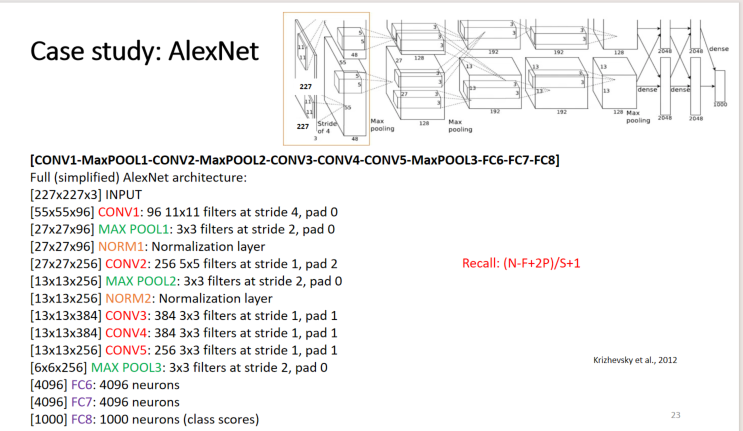 Case study: AlexNet
11
11
227
11
11
227
Stride
of 4
3
55
48
5
5
5
5
55
48
27
128
3
3
3
3
27
128
Max
pooling
Max
pooling
13
13
192
192
3
3
3
3
192
192
13
13
13
13
128
128
Max
pooling
2048
2048
dense
dense
dense
2048
2048
1000
[CONV1-MaxPOOL1-CONV2-MaxPOOL2-CONV3-CONV4-CONV5-MaxPOOL3-FC6-FC7-FC8]
Full (simplified) AlexNet architecture:
[227x227x3] INPUT
[55x55x96] CONV1: 96 11x11 filters at stride 4, pad 0
[27x27x96] MAX POOL1: 3x3 filters at stride 2, pad 0
[27x27x96] NORM1: Normalization layer
[27x27x256] CONV2: 256 5x5 filters at stride 1, pad 2
Recall: (N-F+2P)/S+1
[13x13x256] MAX POOL2: 3x3 filters at stride 2, pad 0
[13x13x256] NORM2: Normalization layer
[13x13x384] CONV3: 384 3x3 filters at stride 1, pad 1
[13x13x384] CONV4: 384 3x3 filters at stride 1, pad 1
[13x13x256] CONV5: 256 3x3 filters at stride 1, pad 1
[6x6x256] MAX POOL3: 3x3 filters at stride 2, pad 0
Krizhevsky et al., 2012
[4096] FC6: 4096 neurons
[4096] FC7: 4096 neurons
[1000] FC8: 1000 neurons (class scores)
23